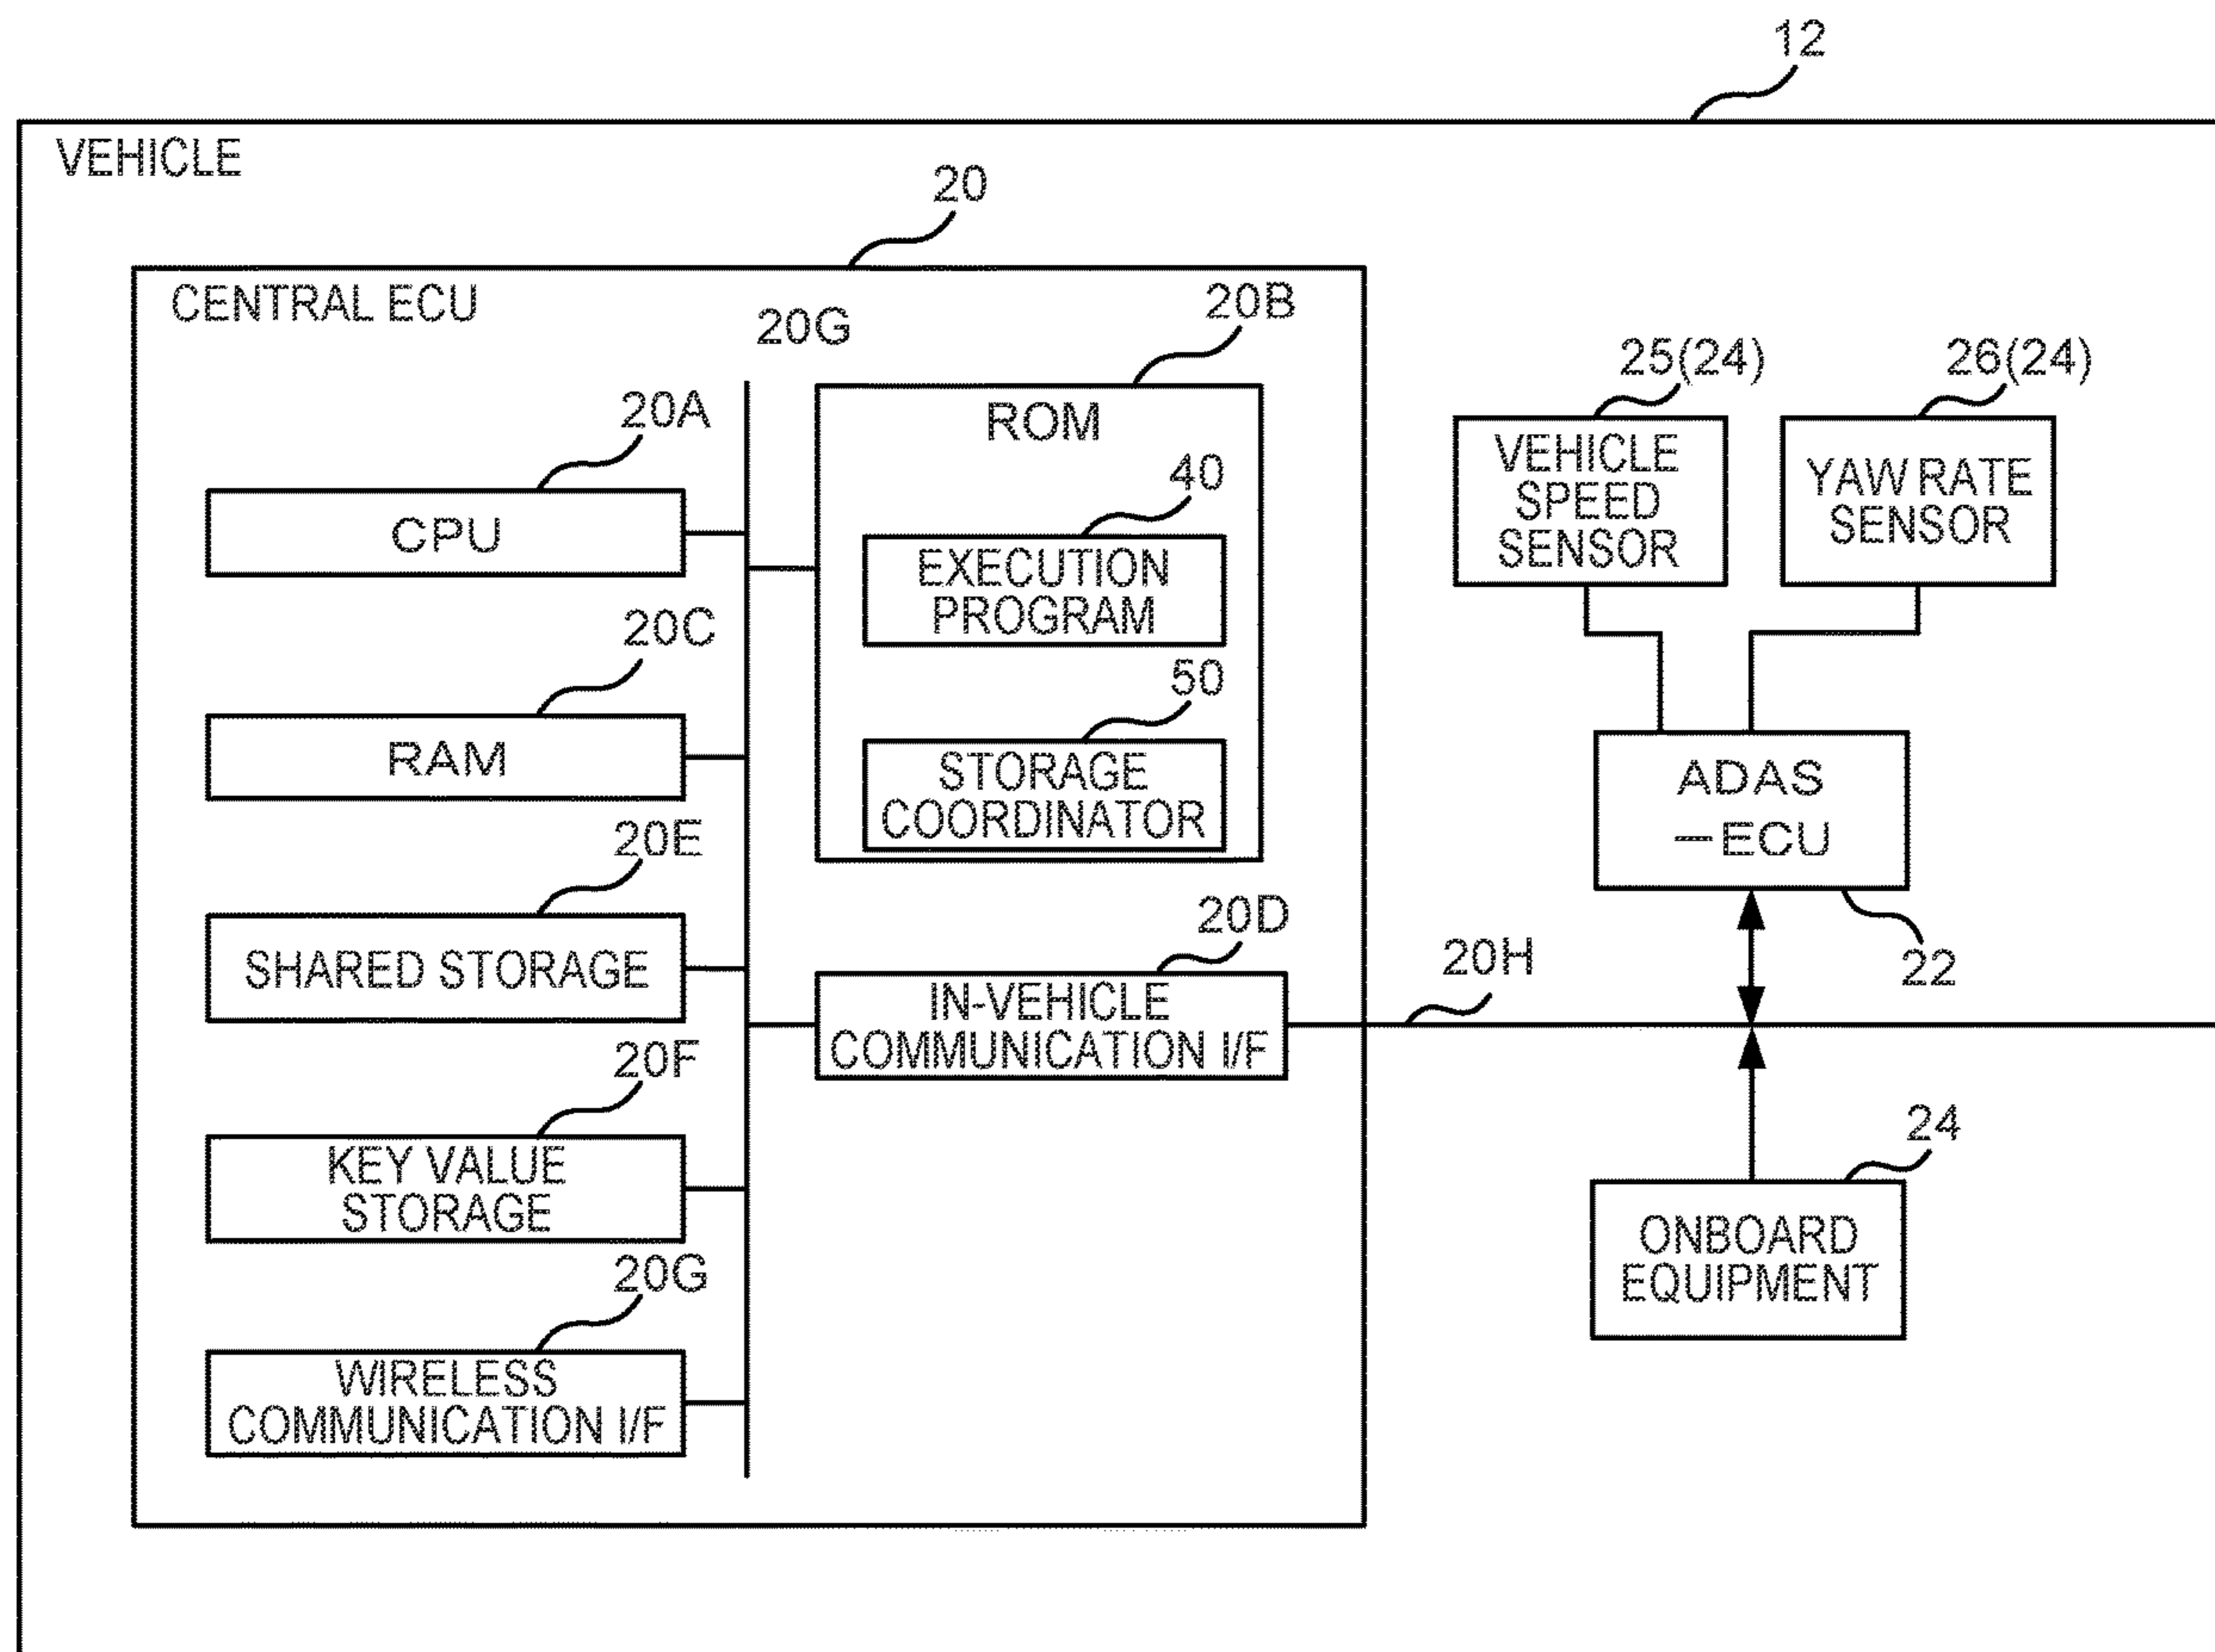 12
VEHICLE
20
CENTRAL ECU
20G
20B
20A
CPU
ROM
40
EXECUTION
PROGRAM
20C
RAM
50
STORAGE
COORDINATOR
20E
SHARED STORAGE
20D
IN-VEHICLE
COMMUNICATION I/F
20F
KEY VALUE
STORAGE
20G
WIRELESS
COMMUNICATION I/F
25(24)
VEHICLE
SPEED
SENSOR
26(24)
YAW RATE
SENSOR
ADAS
-ECU
22
20H
24
ONBOARD
EQUIPMENT